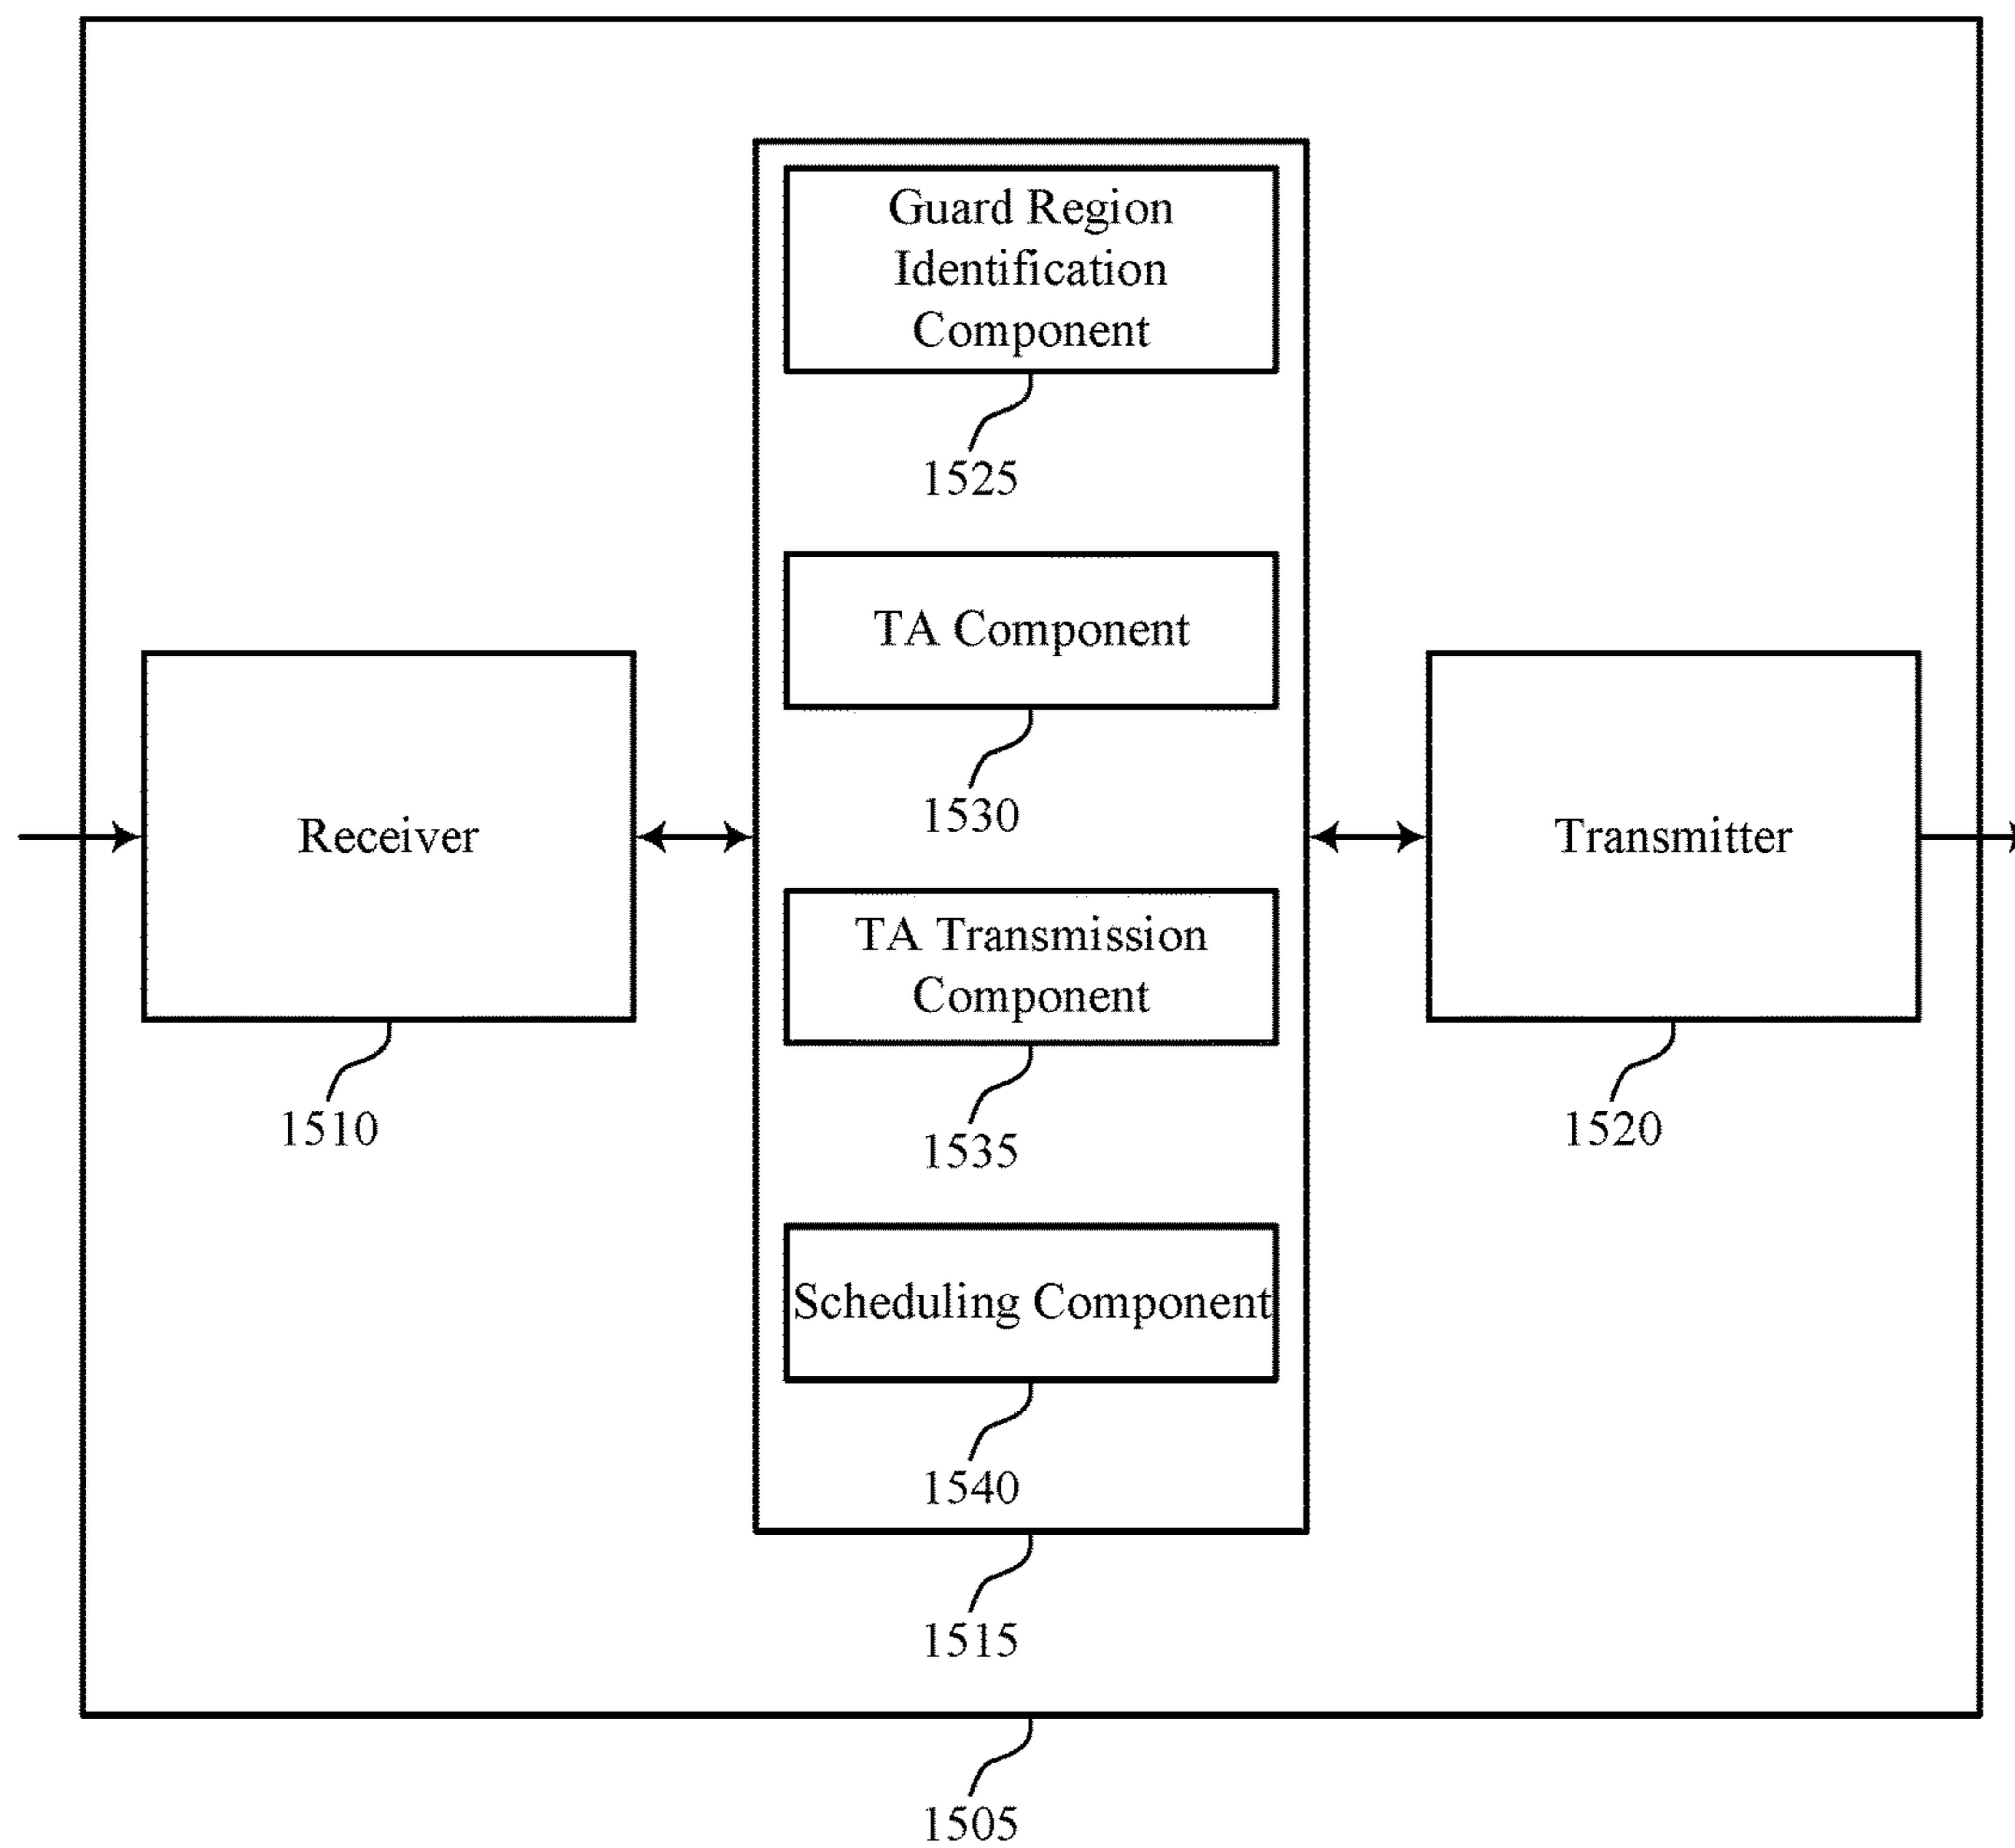 Guard Region
Identification
Component
1525
TA Component
1530
Receiver
1510
TA Transmission
Component
1535
Transmitter
1520
Scheduling Component
1540
1515
1505